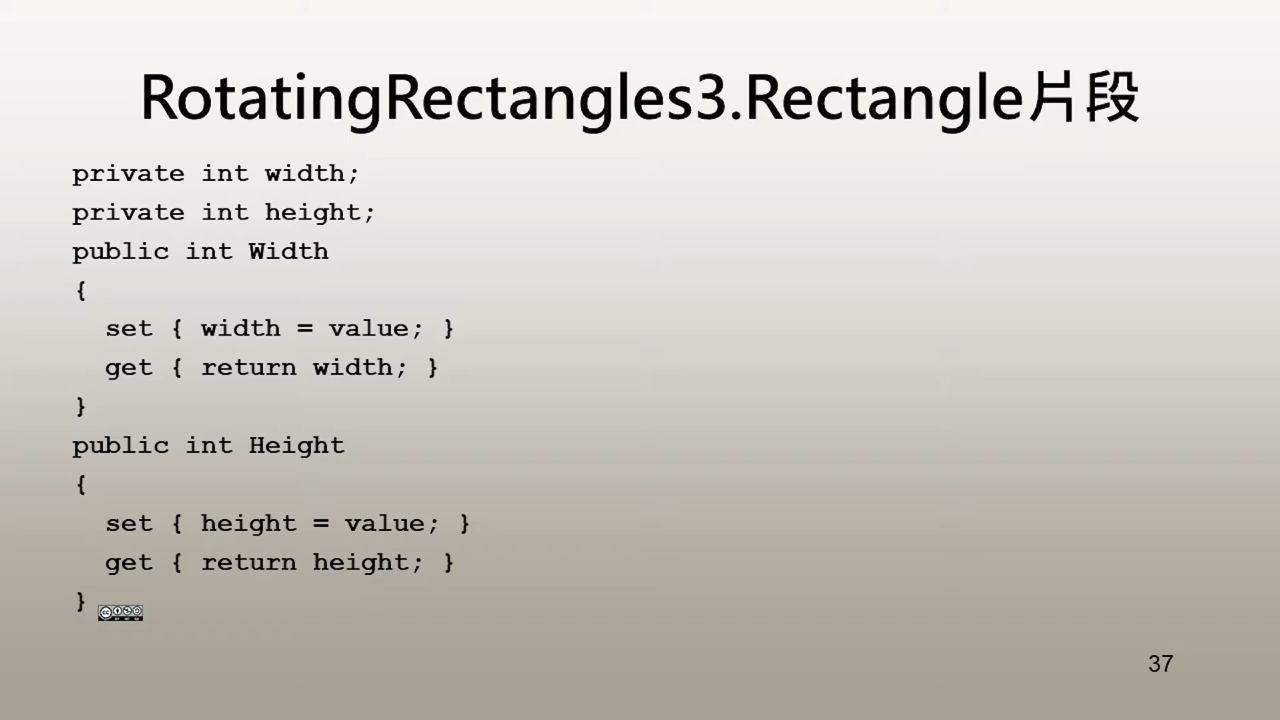 RotatingRectangles3.Rectangle片段
private int width;
private int height;
public int Width
{
  set { width = value; }
  get { return width; }
}
public int Height
{
  set { height = value; }
  get { return height; }
}
37